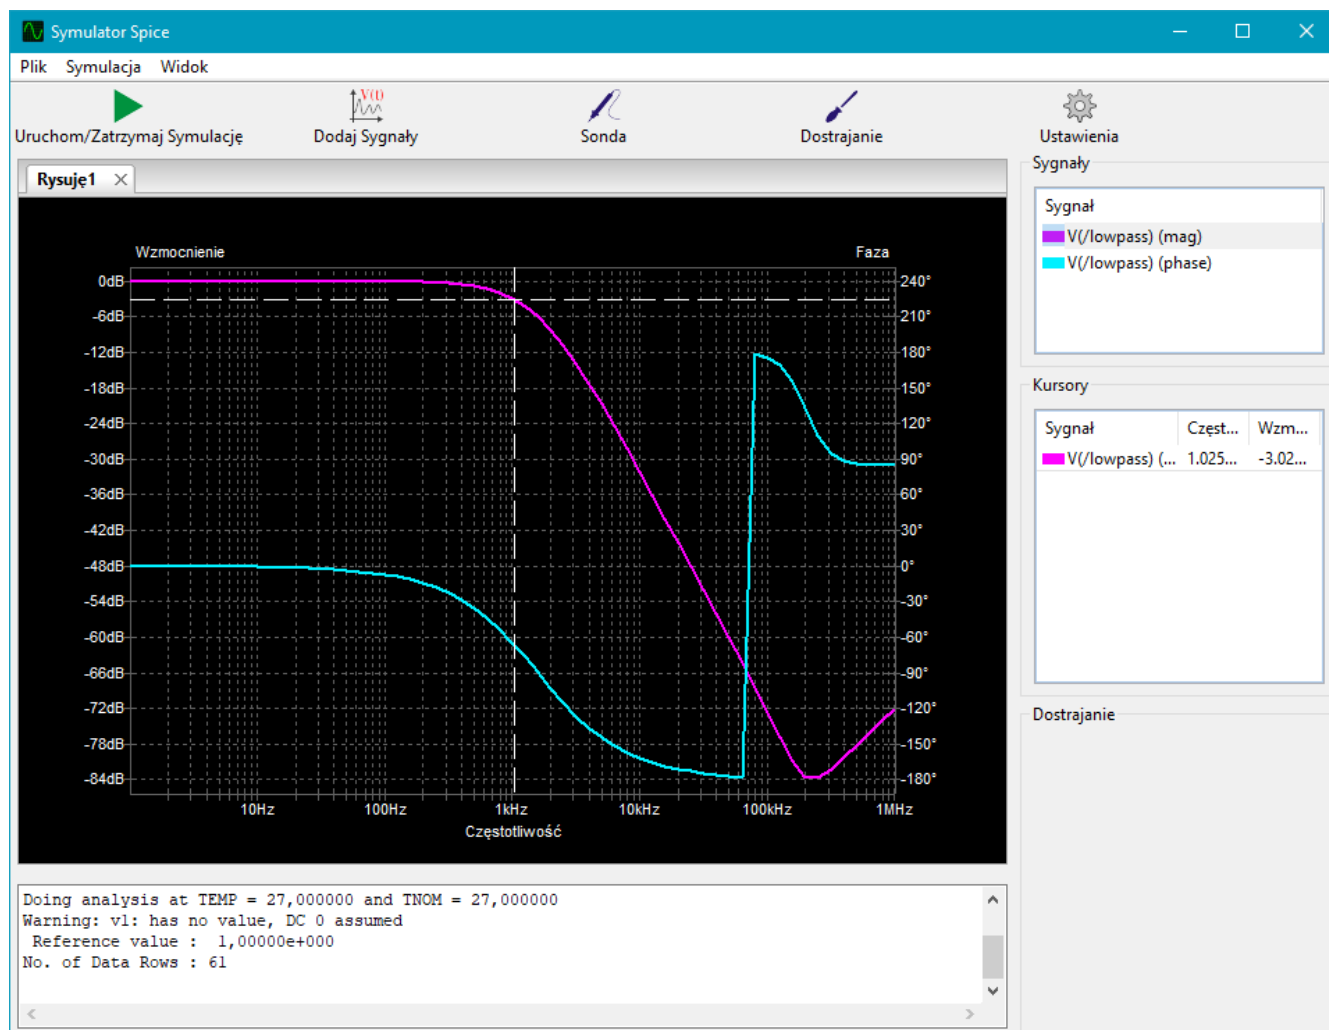 Symulator Spice
Plik Symulacja Widok
Uruchom/Zatrzymaj Symulację
V(t)
Dodaj Sygnały
Sonda
Dostrajanie
Ustawienia
Rysuję1
Wzmocnienie
Faza
0dB
-6dB
-12dB
-18dB
-24dB
-30dB
-36dB
-42dB
-48dB
-54dB
-60dB
-66dB
-72dB
-78dB
-84dB
240°
210°
180°
150°
120°
90°
60°
30°
0°
-30°
-60°
-90°
-120°
-150°
-180°
10Hz 100Hz 1kHz 10kHz 100kHz 1MHz
Częstotliwość
Sygnały
Sygnał
V(/lowpass) (mag)
V(/lowpass) (phase)
Kursory
Sygnał Częst... Wzm...
V(/lowpass) (... 1.025... -3.02...
Dostrajanie
Doing analysis at TEMP = 27,000000 and TNOM = 27,000000
Warning: v1: has no value, DC 0 assumed
Reference value : 1,00000e+000
No. of Data Rows : 61